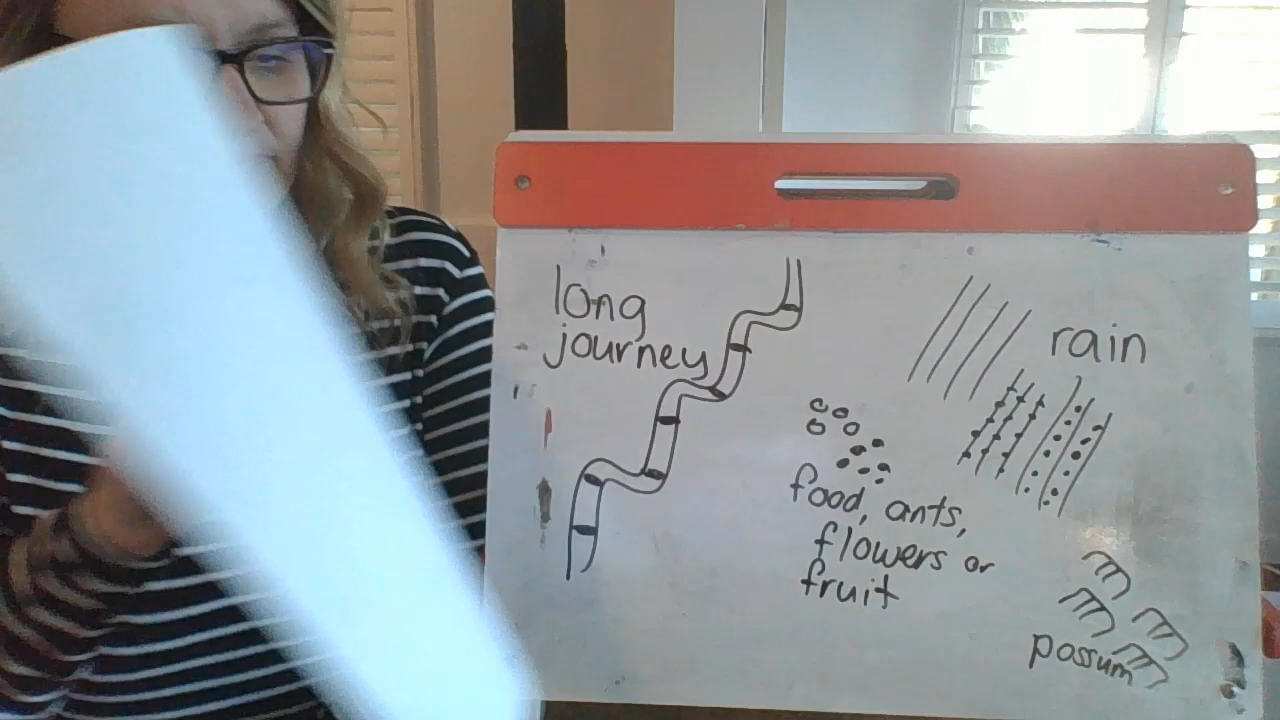 long
journey
rain
food, ants,
flowers or
fruit
possum